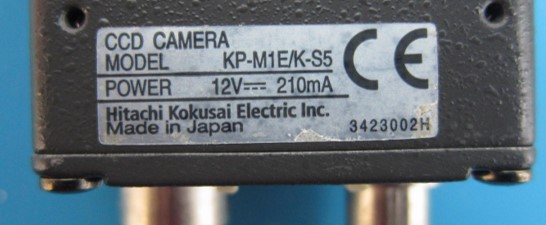 CCD CAMERA
MODEL KP-M1E/K-S5
POWER 12V⎓ 210mA
CE
Hitachi Kokusai Electric Inc.
Made in Japan 3423002H